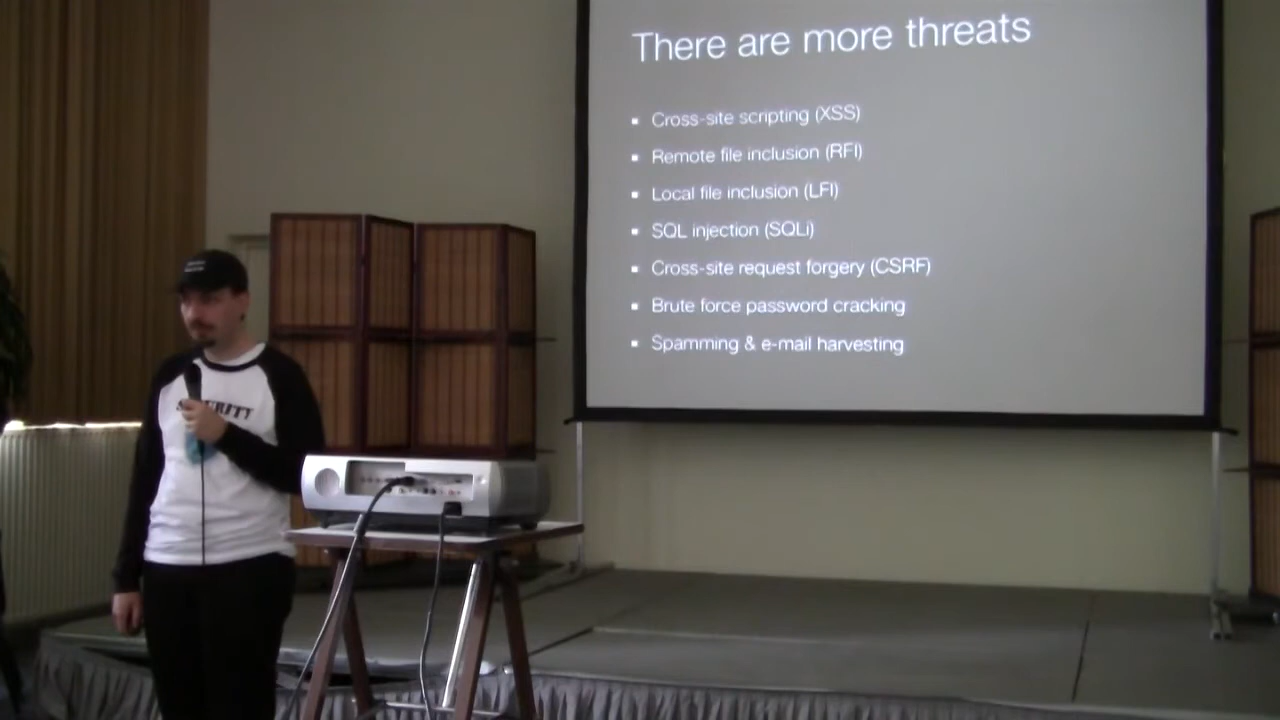 There are more threats
Cross-site scripting (XSS)
Remote file inclusion (RFI)
Local file inclusion (LFI)
SQL injection (SQLi)
Cross-site request forgery (CSRF)
Brute force password cracking
Spamming & e-mail harvesting